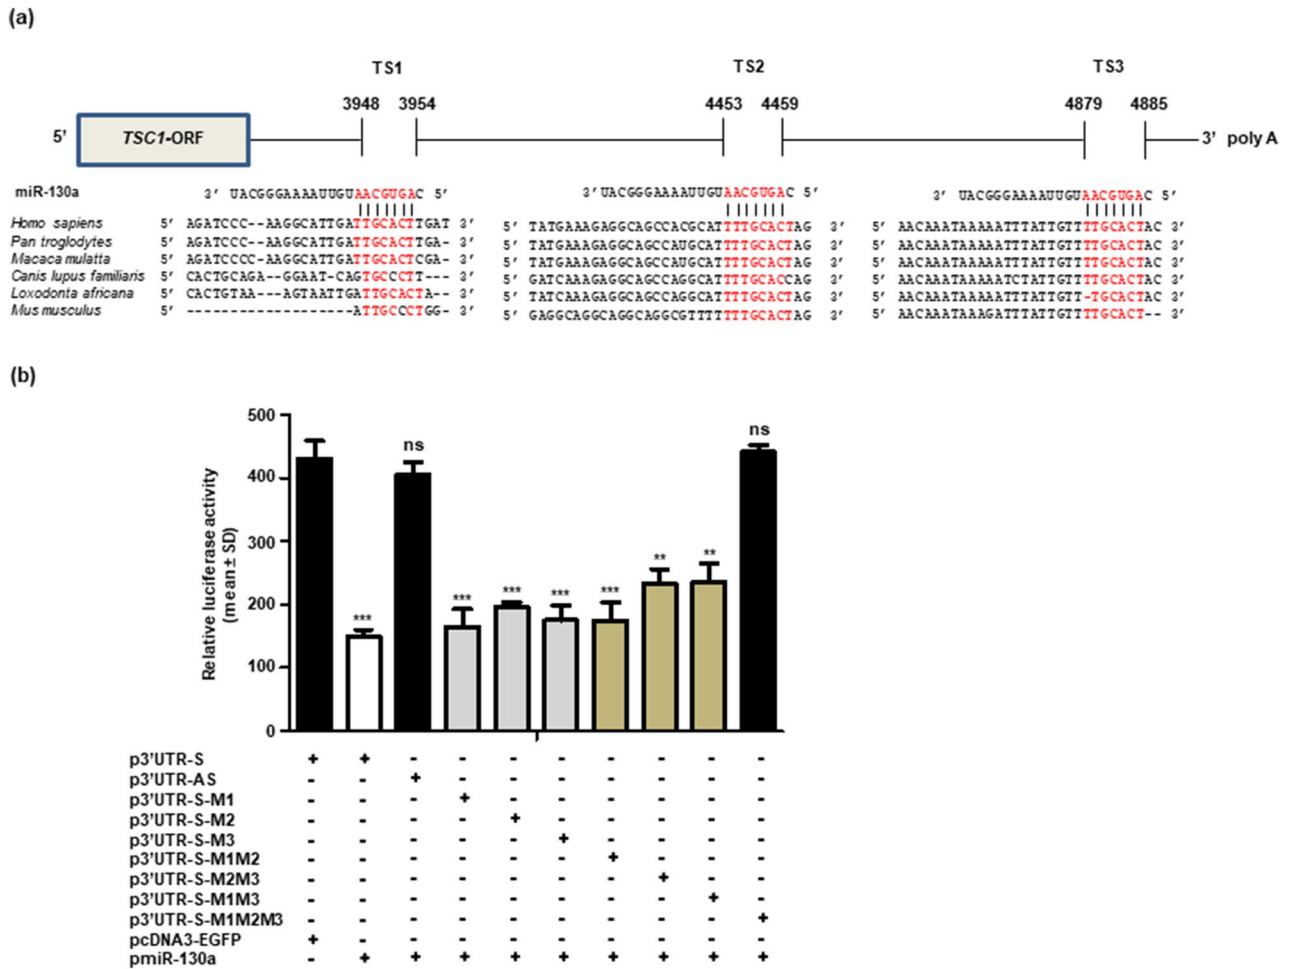 (a)
TS1 TS2 TS3
3948 3954 4453 4459 4879 4885
5’ TSC1-ORF 3’ poly A
miR-130a 3’ UACGGGAAAAUUGUAACGUGAC 5’ 3’UACGGGAAAAUUGUAACGUGAC 5’ 3’ UACGGGAAAAUUGUAACGUGAC 5’
Homo sapiens 5’ AGATCCC--AAGGCATTGATTGCACTTGAT 3’ 5’ TATGAAAGAGGCAGCCACGCATTTTGCACTAG 3’ 5’ AACAAATAAAAATTTATTGTTTTGCACTAC 3’
Pan troglodytes 5’ AGATCCC--AAGGCATTGATTGCACTTGA- 3’ 5’ TATGAAAGAGGCAGCCAUGCATTTTGCACTAG 3’ 5’ AACAAATAAAAATTTATTGTTTTGCACTAC 3’
Macaca mulatta 5’ AGATCCCC-AAGGCATTGATTGCACTCGA- 3’ 5’ TATGAAAGAGGCAGCCAUGCATTTTGCACTAG 3’ 5’ AACAAATAAAAATTTATTGTTTTGCACTAC 3’
Canis lupus familiaris 5’ CACTGCAGA--GGAAT-CAGTGCCCTT--- 3’ 5’ GATCAAAGAGGCAGCCAGGCATTTTGCACCAG 3’ 5’ AACAAATAAAAATCTATTGTTTTGCACTAC 3’
Loxodonta africana 5’ CACTGTAA---AGTAATTGATTGCACTA-- 3’ 5’ TATCAAAGAGGCAGCCAGGCATTTTGCACTAG 3’ 5’ AACAAATAAAAATTTATTGTT-TGCACTAC 3’
Mus musculus 5’ ------------------ATTGCCCTGG- 3’ 5’ GAGGCAGGCAGGCAGGCGTTTTTTTGCACTAG 3’ 5’ AACAAATAAAGATTTATTGTTTTGCACT-- 3’
(b)
Relative luciferase activity
(mean± SD)
500
400
300
200
100
0
*** ns *** *** *** *** ** ** ns
p3’UTR-S + + - - - - - - - -
p3’UTR-AS - - + - - - - - - -
p3’UTR-S-M1 - - - + - - - - - -
p3’UTR-S-M2 - - - - + - - - - -
p3’UTR-S-M3 - - - - - + - - - -
p3’UTR-S-M1M2 - - - - - - + - - -
p3’UTR-S-M2M3 - - - - - - - + - -
p3’UTR-S-M1M3 - - - - - - - - + -
p3’UTR-S-M1M2M3 - - - - - - - - - +
pcDNA3-EGFP + - - - - - - - - -
pmiR-130a - + + + + + + + + +